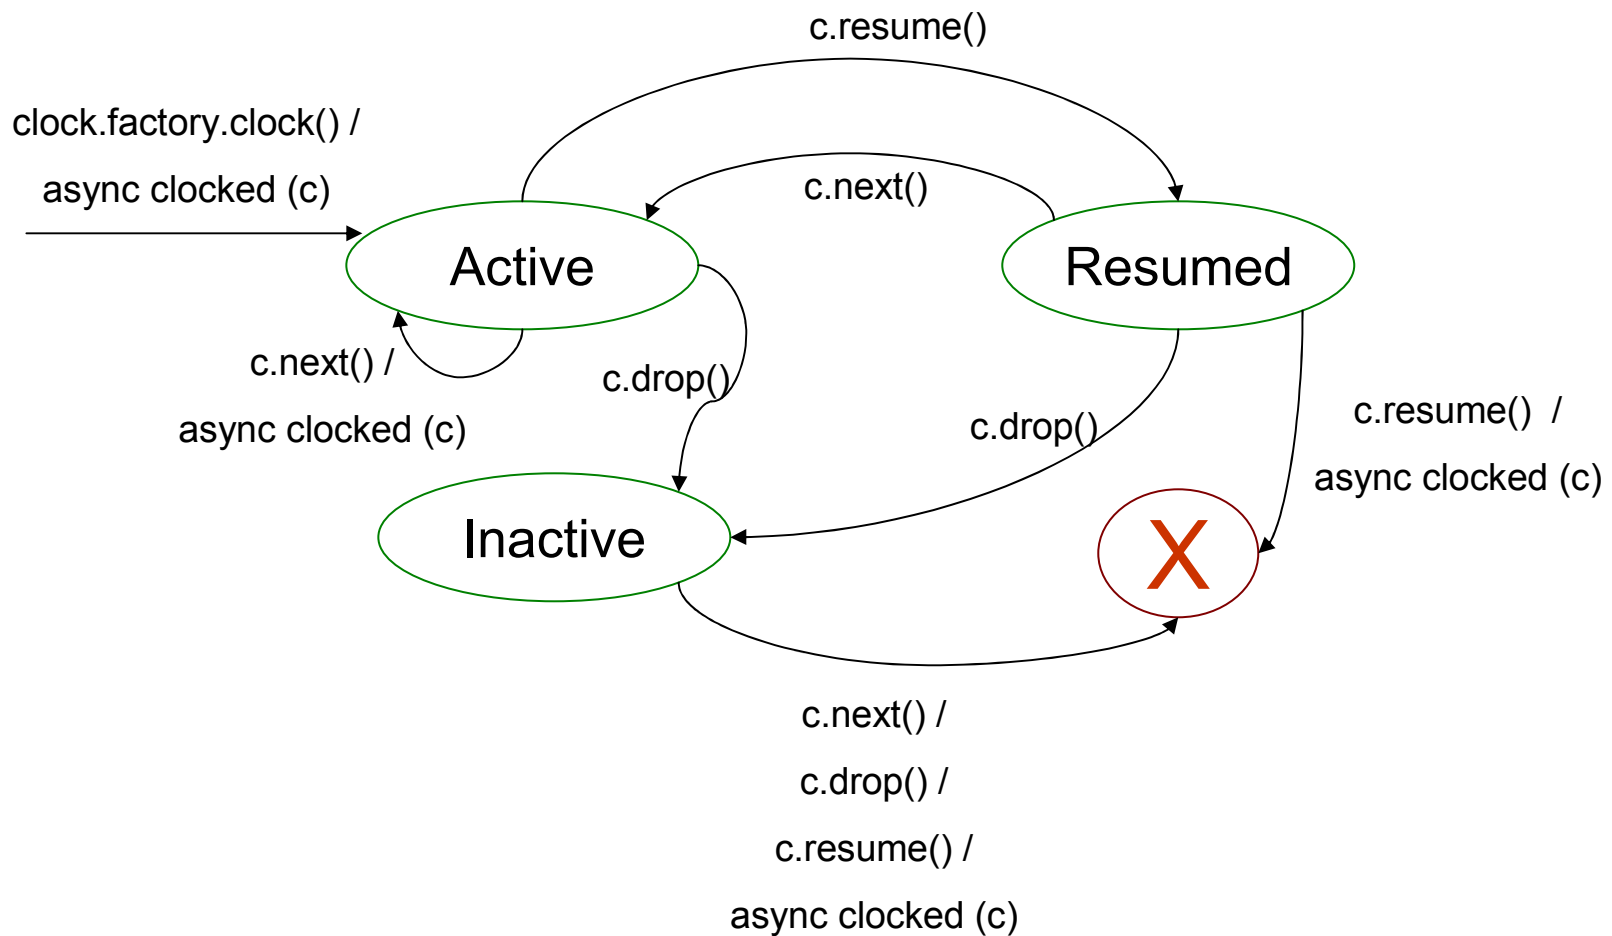 c.resume()
clock.factory.clock() /
async clocked (c)
c.next()
Active
Resumed
c.next() /
async clocked (c)
c.drop()
c.drop()
c.resume()  /
async clocked (c)
Inactive
X
c.next() /
c.drop() /
c.resume() /
async clocked (c)